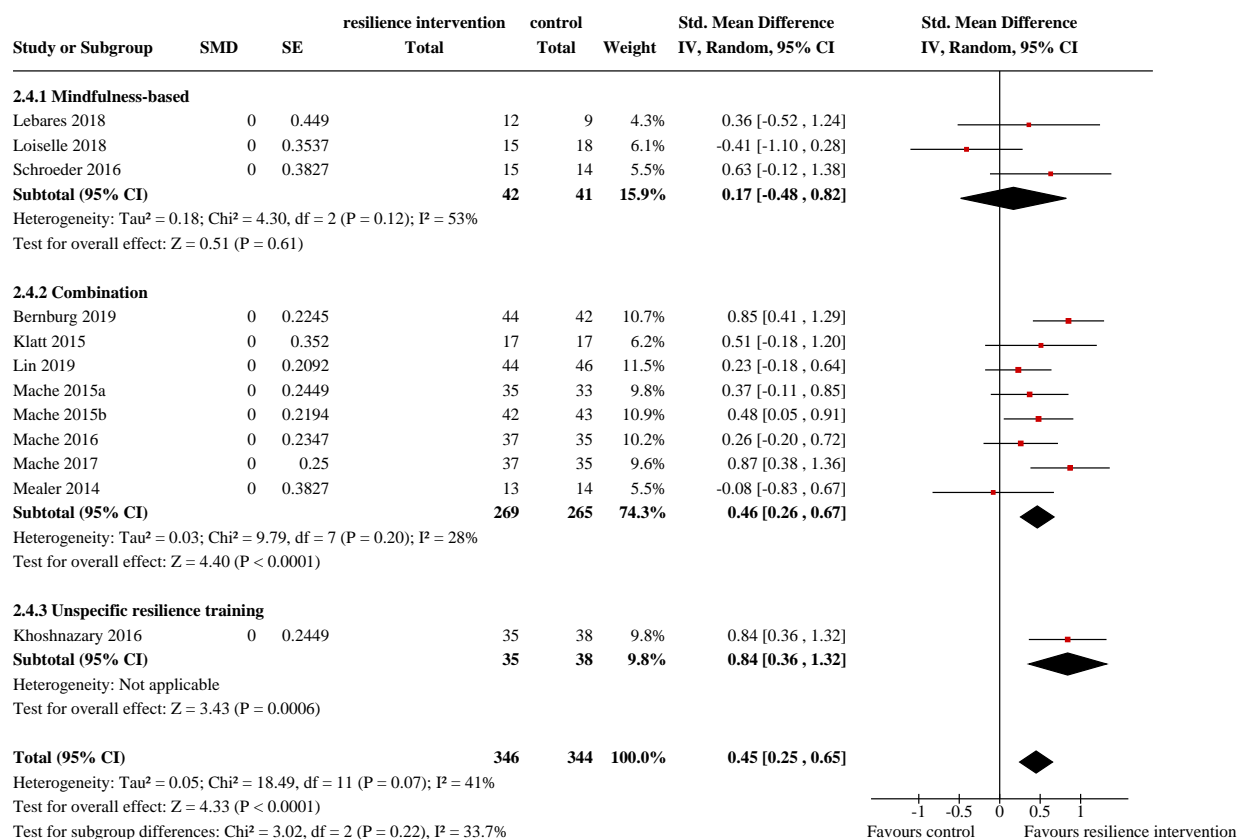 resilience intervention control Std. Mean Difference Std. Mean Difference
Study or Subgroup SMD SE Total Total Weight IV, Random, 95% CI IV, Random, 95% CI
2.4.1 Mindfulness-based
Lebares 2018 0 0.449 12 9 4.3% 0.36 [-0.52 , 1.24]
Loiselle 2018 0 0.3537 15 18 6.1% -0.41 [-1.10 , 0.28]
Schroeder 2016 0 0.3827 15 14 5.5% 0.63 [-0.12 , 1.38]
Subtotal (95% CI) 42 41 15.9% 0.17 [-0.48 , 0.82]
Heterogeneity: Tau² = 0.18; Chi² = 4.30, df = 2 (P = 0.12); I² = 53%
Test for overall effect: Z = 0.51 (P = 0.61)
2.4.2 Combination
Bernburg 2019 0 0.2245 44 42 10.7% 0.85 [0.41 , 1.29]
Klatt 2015 0 0.352 17 17 6.2% 0.51 [-0.18 , 1.20]
Lin 2019 0 0.2092 44 46 11.5% 0.23 [-0.18 , 0.64]
Mache 2015a 0 0.2449 35 33 9.8% 0.37 [-0.11 , 0.85]
Mache 2015b 0 0.2194 42 43 10.9% 0.48 [0.05 , 0.91]
Mache 2016 0 0.2347 37 35 10.2% 0.26 [-0.20 , 0.72]
Mache 2017 0 0.25 37 35 9.6% 0.87 [0.38 , 1.36]
Mealer 2014 0 0.3827 13 14 5.5% -0.08 [-0.83 , 0.67]
Subtotal (95% CI) 269 265 74.3% 0.46 [0.26 , 0.67]
Heterogeneity: Tau² = 0.03; Chi² = 9.79, df = 7 (P = 0.20); I² = 28%
Test for overall effect: Z = 4.40 (P < 0.0001)
2.4.3 Unspecific resilience training
Khoshnazary 2016 0 0.2449 35 38 9.8% 0.84 [0.36 , 1.32]
Subtotal (95% CI) 35 38 9.8% 0.84 [0.36 , 1.32]
Heterogeneity: Not applicable
Test for overall effect: Z = 3.43 (P = 0.0006)
Total (95% CI) 346 344 100.0% 0.45 [0.25 , 0.65]
Heterogeneity: Tau² = 0.05; Chi² = 18.49, df = 11 (P = 0.07); I² = 41%
Test for overall effect: Z = 4.33 (P < 0.0001) -1 -0.5 0 0.5 1
Test for subgroup differences: Chi² = 3.02, df = 2 (P = 0.22), I² = 33.7% Favours control Favours resilience intervention